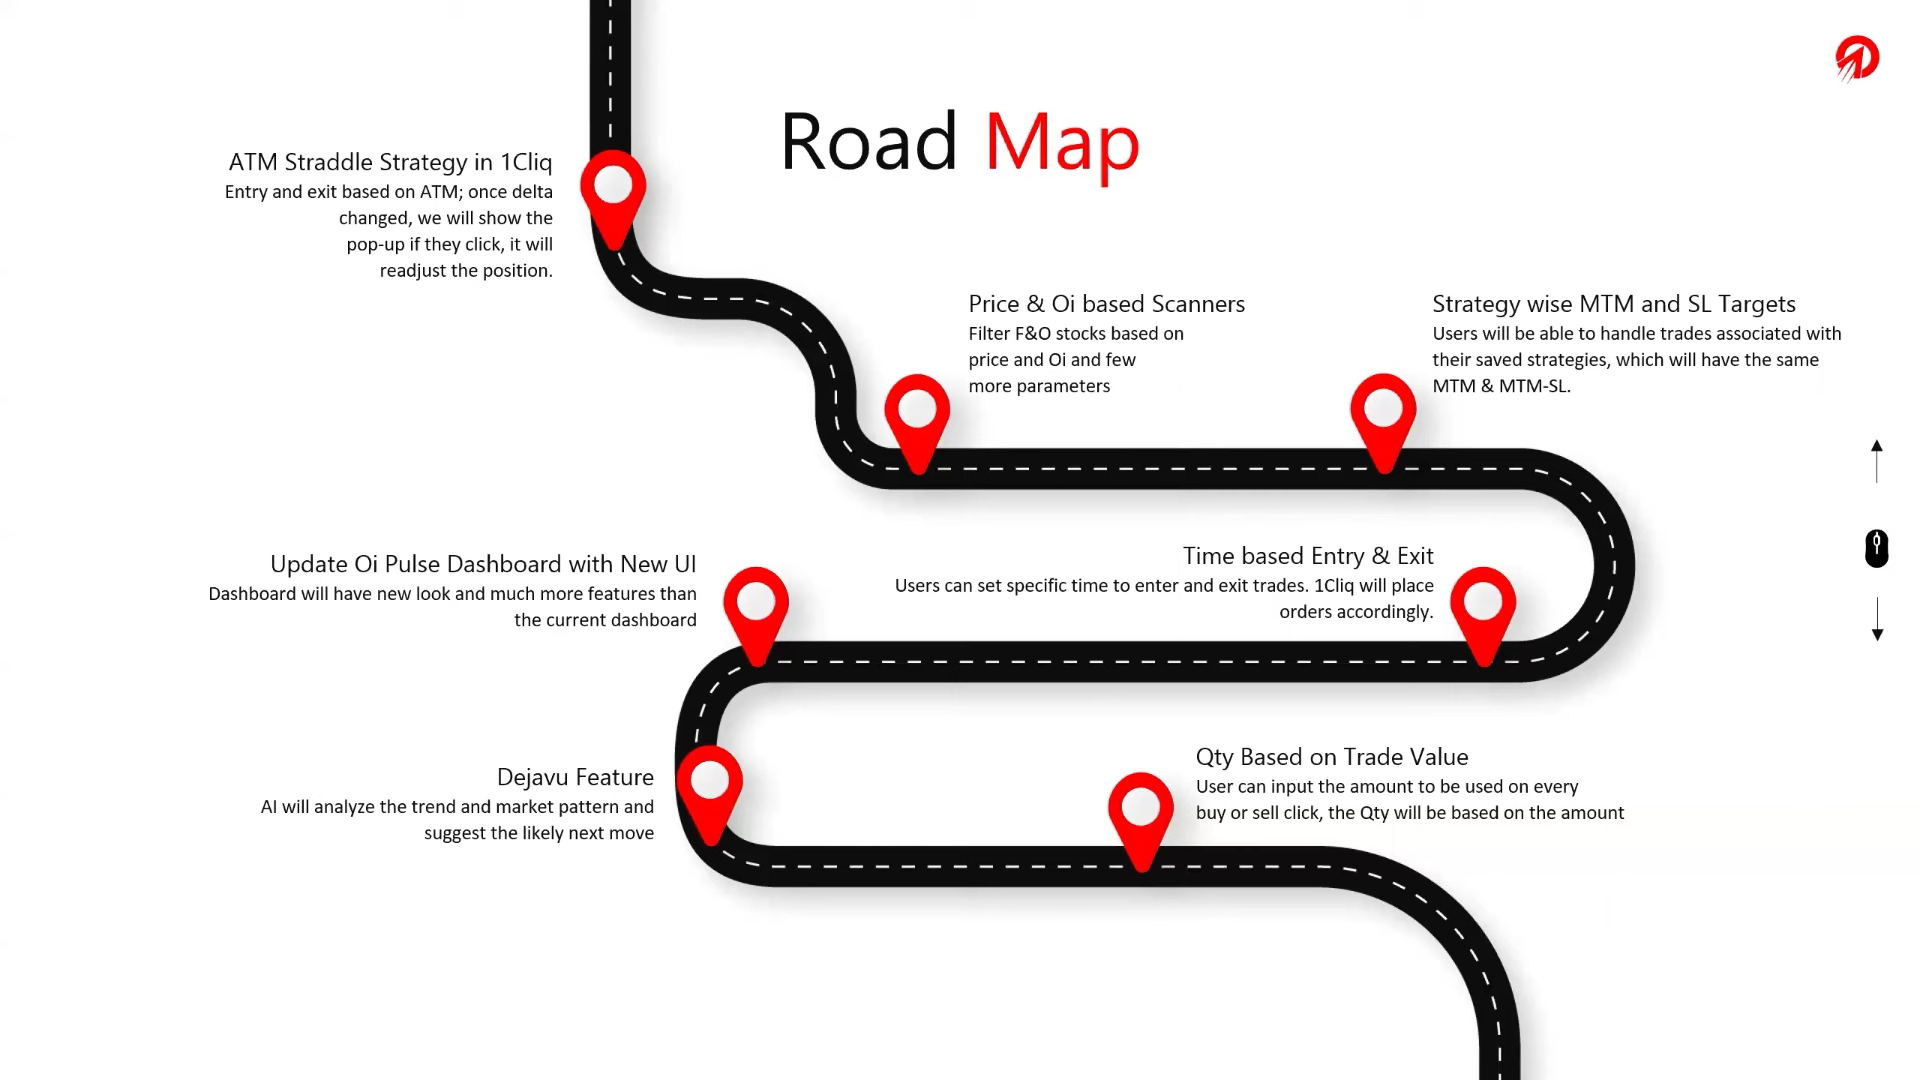 Road Map
ATM Straddle Strategy in 1Cliq
Entry and exit based on ATM; once delta
changed, we will show the
pop-up if they click, it will
readjust the position.
Price & Oi based Scanners
Filter F&O stocks based on
price and Oi and few
more parameters
Strategy wise MTM and SL Targets
Users will be able to handle trades associated with
their saved strategies, which will have the same
MTM & MTM-SL.
Time based Entry & Exit
Users can set specific time to enter and exit trades. 1Cliq will place
orders accordingly.
Update Oi Pulse Dashboard with New UI
Dashboard will have new look and much more features than
the current dashboard
Dejavu Feature
AI will analyze the trend and market pattern and
suggest the likely next move
Qty Based on Trade Value
User can input the amount to be used on every
buy or sell click, the Qty will be based on the amount